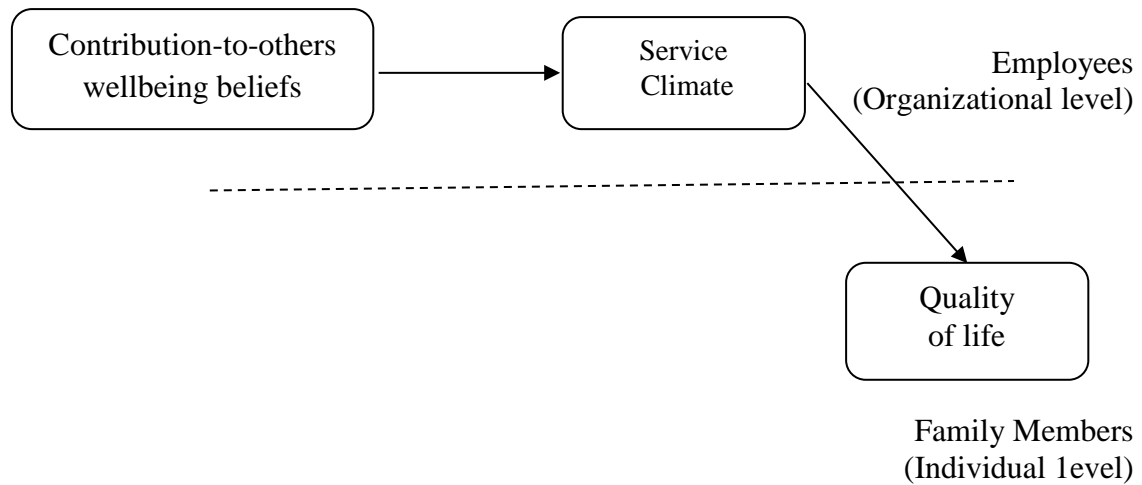 Contribution-to-others
wellbeing beliefs
Service
Climate
Employees
(Organizational level)
Quality
of life
Family Members
(Individual 1evel)